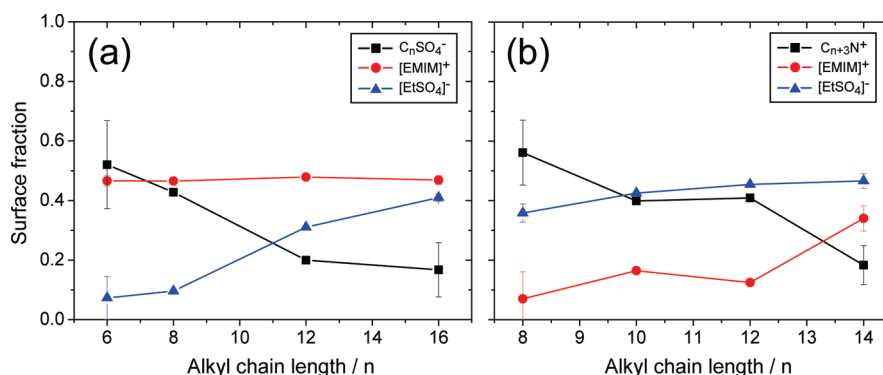 (a)
CₙSO₄⁻
[EMIM]⁺
[EtSO₄]⁻
(b)
Cₙ₊₃N⁺
[EMIM]⁺
[EtSO₄]⁻
Surface fraction
1.0
0.8
0.6
0.4
0.2
0.0
6 8 10 12 14 16
Alkyl chain length / n
8 9 10 11 12 13 14
Alkyl chain length / n